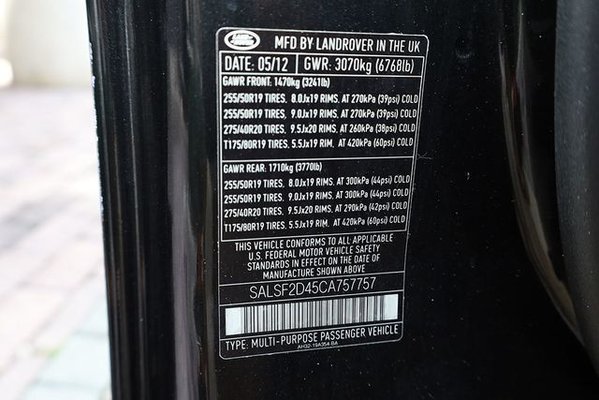 LAND ROVER
MFD BY LANDROVER IN THE UK
DATE: 05/12 GWR: 3070kg (6768lb)
GAWR FRONT: 1470kg (3241lb)
255/50R19 TIRES, 8.0Jx19 RIMS, AT 270kPa (39psi) COLD
255/50R19 TIRES, 9.0Jx19 RIMS, AT 270kPa (39psi) COLD
275/40R20 TIRES, 9.5Jx20 RIMS, AT 260kPa (38psi) COLD
T175/80R19 TIRES, 5.5Jx19 RIM, AT 420kPa (60psi) COLD
GAWR REAR: 1710kg (3770lb)
255/50R19 TIRES, 8.0Jx19 RIMS, AT 300kPa (44psi) COLD
255/50R19 TIRES, 9.0Jx19 RIMS, AT 300kPa (44psi) COLD
275/40R20 TIRES, 9.5Jx20 RIMS, AT 290kPa (42psi) COLD
T175/80R19 TIRES, 5.5Jx19 RIM, AT 420kPa (60psi) COLD
THIS VEHICLE CONFORMS TO ALL APPLICABLE
U.S. FEDERAL MOTOR VEHICLE SAFETY
STANDARDS IN EFFECT ON THE DATE OF
MANUFACTURE SHOWN ABOVE
SALSF2D45CA757757
TYPE: MULTI-PURPOSE PASSENGER VEHICLE
AH32-19A354-BA